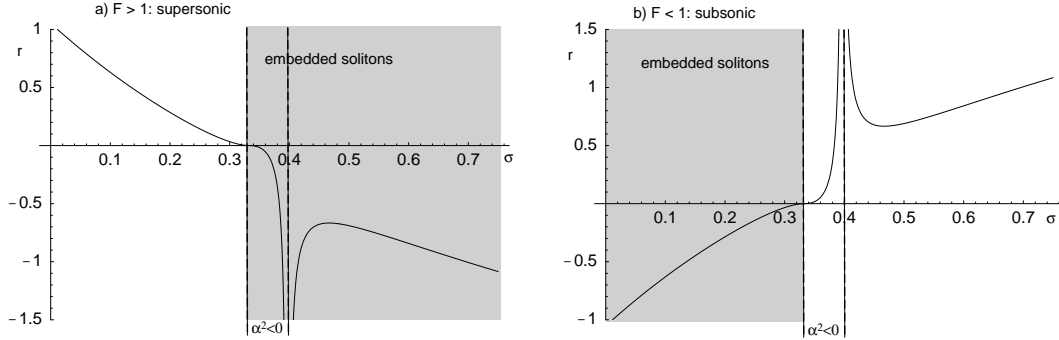 a) F > 1: supersonic
1
r
embedded solitons
0.5
0.1 0.2 0.3 0.4 0.5 0.6 0.7 σ
−0.5
−1
−1.5
α²<0
b) F < 1: subsonic
1.5
r
embedded solitons
1
0.5
0.1 0.2 0.3 0.4 0.5 0.6 0.7 σ
−0.5
−1
α²<0